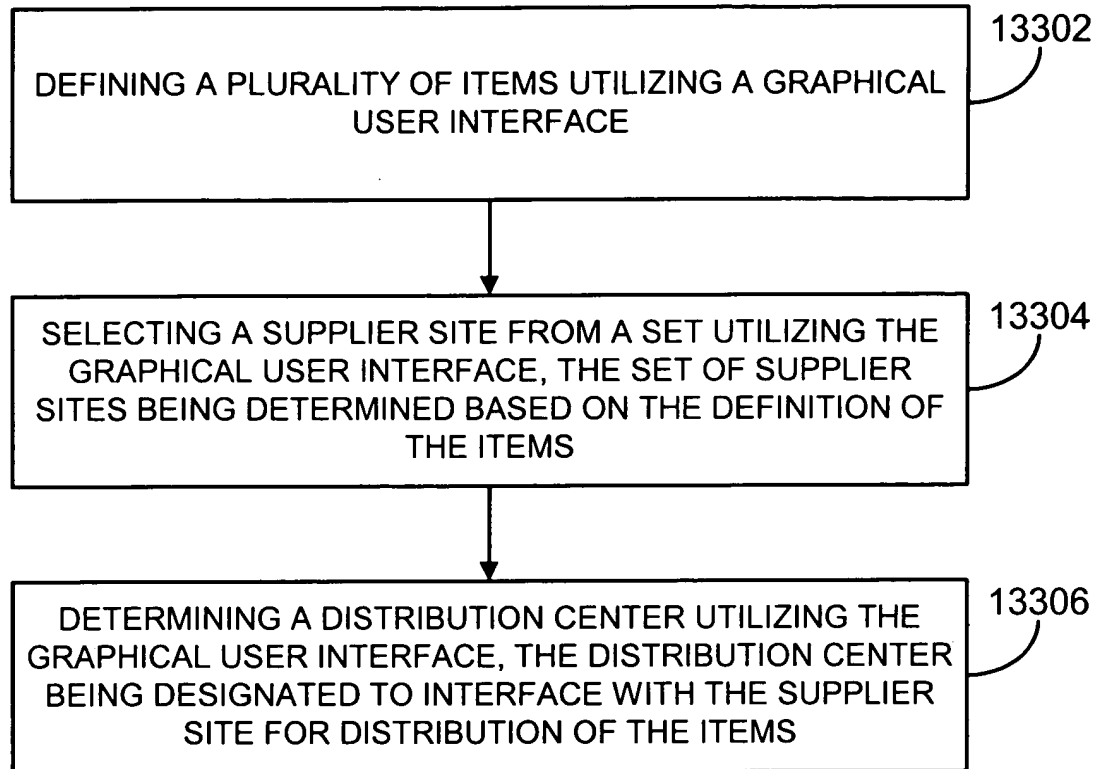 13302
DEFINING A PLURALITY OF ITEMS UTILIZING A GRAPHICAL
USER INTERFACE
13304
SELECTING A SUPPLIER SITE FROM A SET UTILIZING THE
GRAPHICAL USER INTERFACE, THE SET OF SUPPLIER
SITES BEING DETERMINED BASED ON THE DEFINITION OF
THE ITEMS
13306
DETERMINING A DISTRIBUTION CENTER UTILIZING THE
GRAPHICAL USER INTERFACE, THE DISTRIBUTION CENTER
BEING DESIGNATED TO INTERFACE WITH THE SUPPLIER
SITE FOR DISTRIBUTION OF THE ITEMS